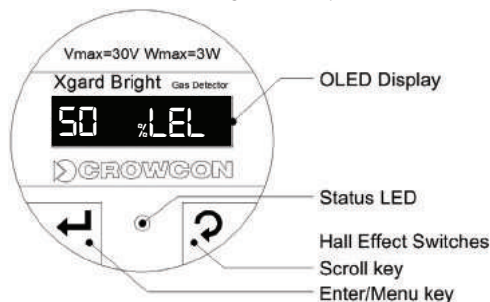 Vmax=30V Wmax=3W
Xgard Bright Gas Detector
50 %LEL
CROWCON
OLED Display
Status LED
Hall Effect Switches
Scroll key
Enter/Menu key